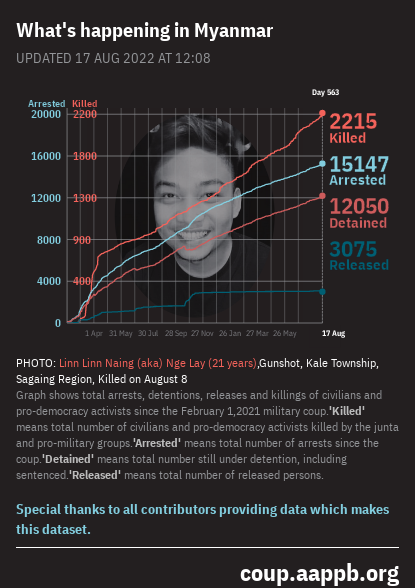 What's happening in Myanmar
UPDATED 17 AUG 2022 AT 12:08
Day 563
Arrested Killed
20000 2200
2215
Killed
16000 1800
15147
Arrested
12000 1300
12050
Detained
8000 900
3075
Released
4000 400
0 0
1 Apr 31 May 30 Jul 28 Sep 27 Nov 26 Jan 27 Mar 26 May 17 Aug
PHOTO: Linn Linn Naing (aka) Nge Lay (21 years),Gunshot, Kale Township,
Sagaing Region, Killed on August 8
Graph shows total arrests, detentions, releases and killings of civilians and
pro-democracy activists since the February 1,2021 military coup.'Killed'
means total number of civilians and pro-democracy activists killed by the junta
and pro-military groups.'Arrested' means total number of arrests since the
coup.'Detained' means total number still under detention, including
sentenced.'Released' means total number of released persons.
Special thanks to all contributors providing data which makes
this dataset.
coup.aappb.org